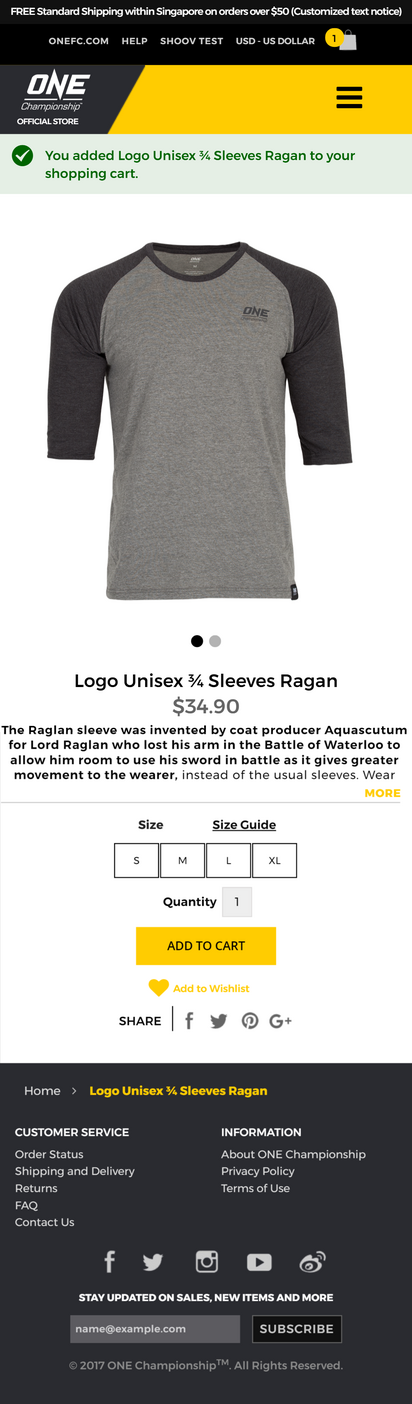 FREE Standard Shipping within Singapore on orders over $50 (Customized text notice)
ONEFC.COM HELP SHOOV TEST USD - US DOLLAR 1
ONE
Championship
OFFICIAL STORE
You added Logo Unisex ¾ Sleeves Ragan to your
shopping cart.
ONE
ONE
Logo Unisex ¾ Sleeves Ragan
$34.90
The Raglan sleeve was invented by coat producer Aquascutum
for Lord Raglan who lost his arm in the Battle of Waterloo to
allow him room to use his sword in battle as it gives greater
movement to the wearer, instead of the usual sleeves. Wear
MORE
Size Size Guide
S M L XL
Quantity 1
ADD TO CART
Add to Wishlist
SHARE
Home > Logo Unisex ¾ Sleeves Ragan
CUSTOMER SERVICE
Order Status
Shipping and Delivery
Returns
FAQ
Contact Us
INFORMATION
About ONE Championship
Privacy Policy
Terms of Use
STAY UPDATED ON SALES, NEW ITEMS AND MORE
name@example.com SUBSCRIBE
© 2017 ONE Championship™. All Rights Reserved.